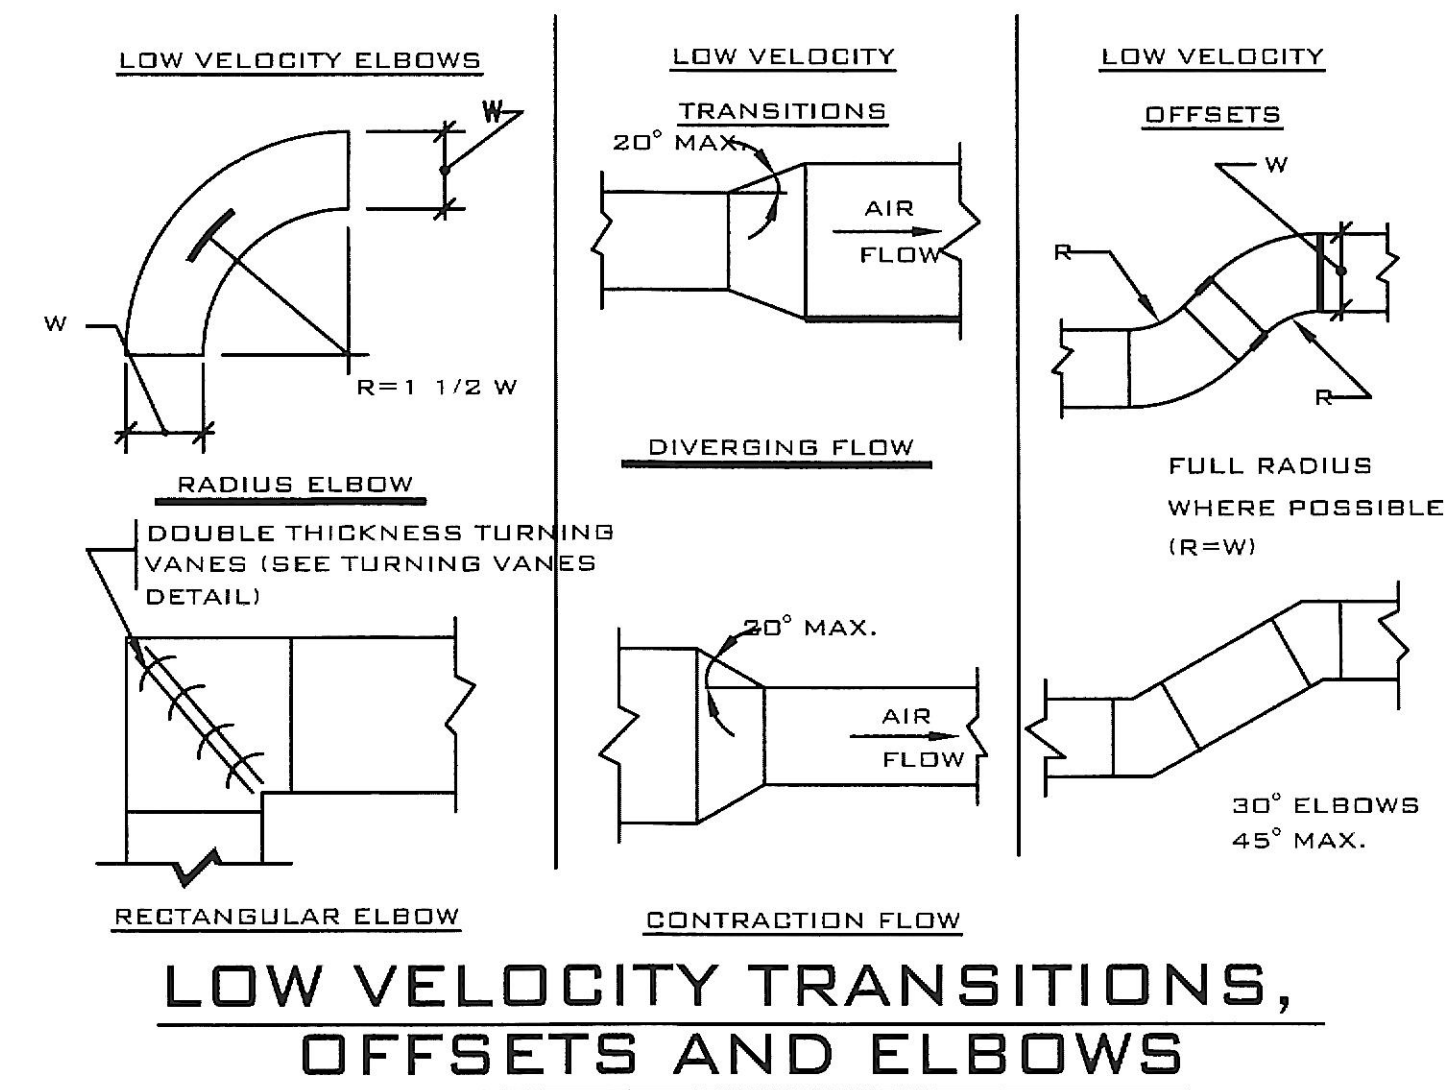 LOW VELOCITY ELBOWS
W
W
R=1 1/2 W
RADIUS ELBOW
DOUBLE THICKNESS TURNING
VANES (SEE TURNING VANES
DETAIL)
RECTANGULAR ELBOW
LOW VELOCITY
TRANSITIONS
20° MAX.
AIR
FLOW
DIVERGING FLOW
20° MAX.
AIR
FLOW
CONTRACTION FLOW
LOW VELOCITY
OFFSETS
W
R
R
FULL RADIUS
WHERE POSSIBLE
(R=W)
30° ELBOWS
45° MAX.
LOW VELOCITY TRANSITIONS,
OFFSETS AND ELBOWS